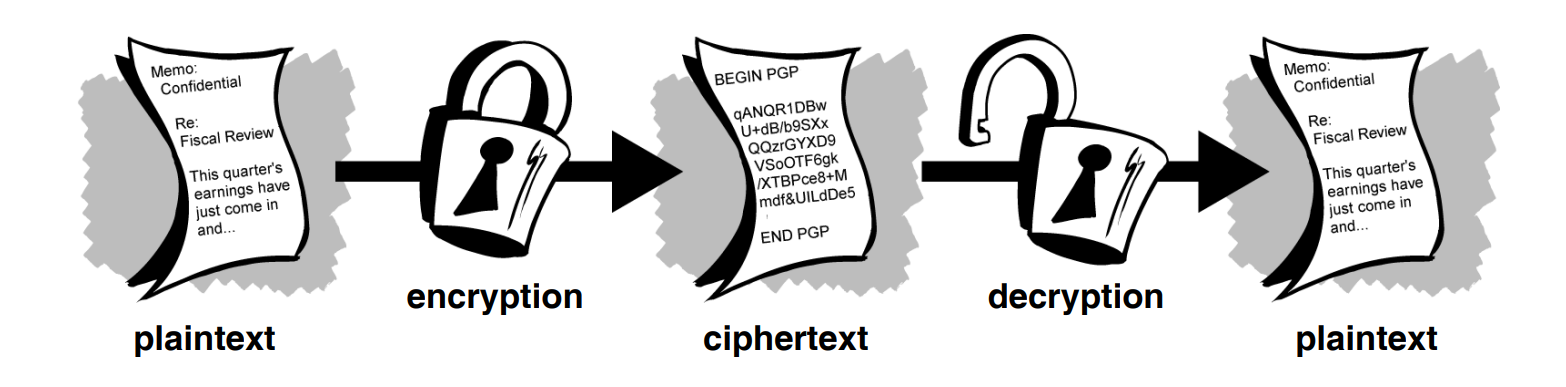 Memo:
Confidential
Re:
Fiscal Review
This quarter's
earnings have
just come in
and...
plaintext
encryption
BEGIN PGP
qANQR1DBw
U+dB/b9SXx
QQzrGYXD9
VSoOTF6gk
/XTBPce8+M
mdf&UILdDe5
END PGP
ciphertext
decryption
Memo:
Confidential
Re:
Fiscal Review
This quarter's
earnings have
just come in
and...
plaintext